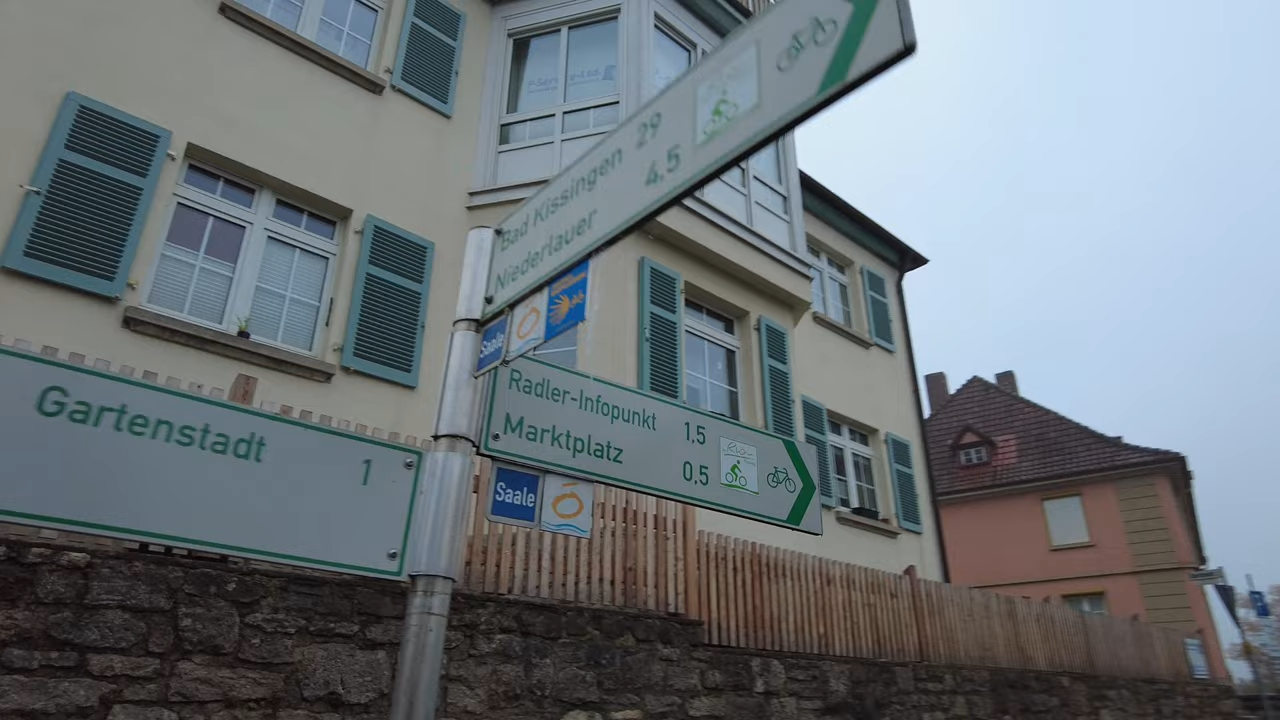 Bad Kissingen 29
Niederlauer 4,5
Saale
Radler-Infopunkt 1,5
Marktplatz 0,5
Saale
Gartenstadt 1